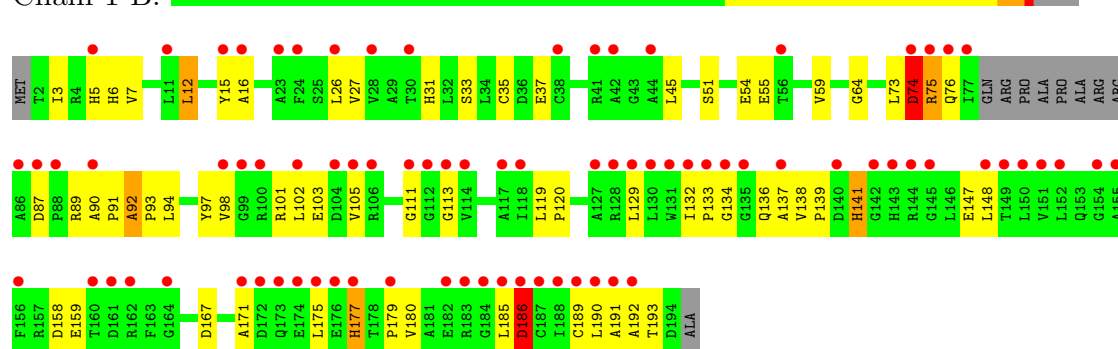 MET T2 I3 R4 H5 H6 V7 L11 L12 Y15 A16 A23 F24 S25 L26 V27 V28 A29 T30 H31 L32 S33 L34 C35 D36 E37 C38 R41 A42 G43 A44 L45 S51 E54 E55 T56 V59 G64 L73 D74 R75 Q76 I77 GLN ARG PRO ALA PRO ALA ARG ARG
A86 D87 P88 R89 A90 P91 A92 P93 L94 Y97 V98 G99 R100 R101 L102 E103 D104 V105 R106 G111 G112 G113 V114 A117 I118 L119 P120 A127 R128 L129 L130 W131 I132 P133 G134 G135 Q136 A137 V138 P139 D140 H141 G142 H143 R144 G145 L146 E147 L148 T149 L150 V151 L152 Q153 G154 A155
F156 R157 D158 E159 T160 D161 R162 F163 G164 D167 A171 D172 Q173 E174 L175 E176 H177 T178 P179 V180 A181 E182 R183 G184 L185 D186 C187 I188 C189 L190 A191 A192 T193 D194 ALA